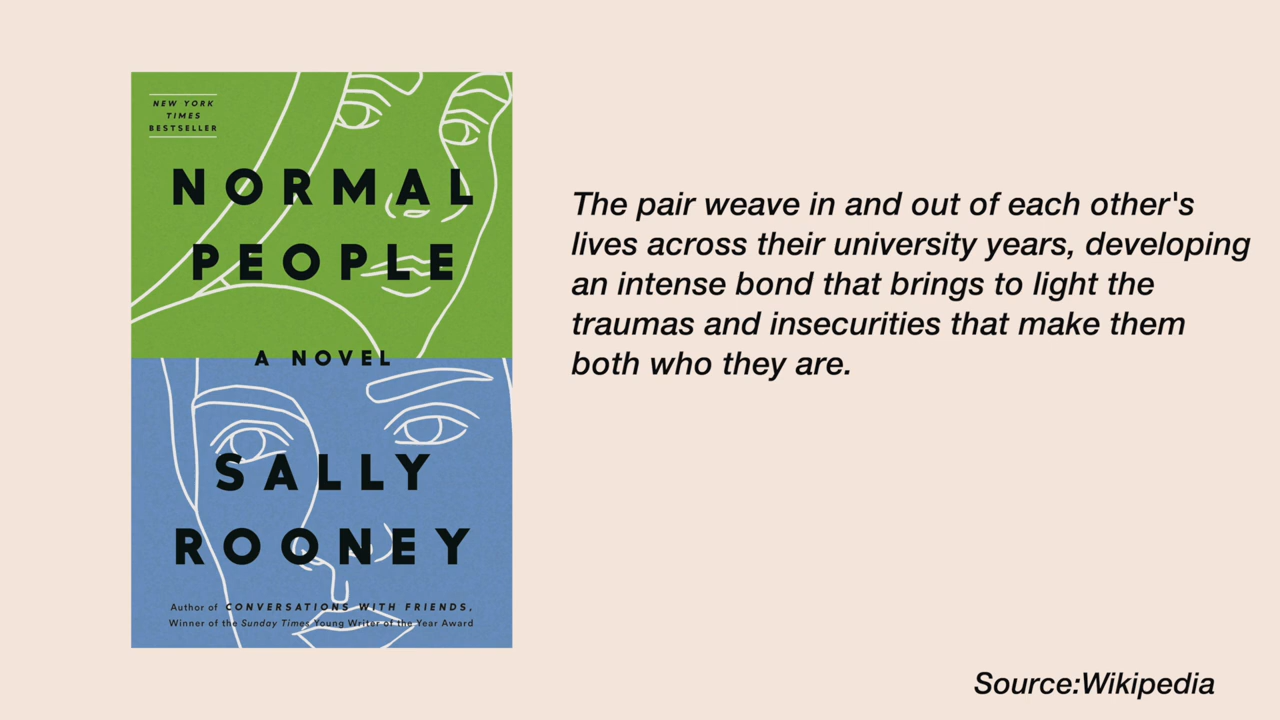 NEW YORK
TIMES
BESTSELLER
NORMAL
PEOPLE
A NOVEL
SALLY
ROONEY
Author of CONVERSATIONS WITH FRIENDS,
Winner of the Sunday Times Young Writer of the Year Award
The pair weave in and out of each other's
lives across their university years, developing
an intense bond that brings to light the
traumas and insecurities that make them
both who they are.
Source:Wikipedia